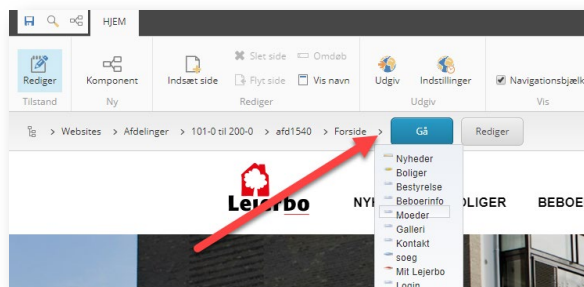 HJEM
Slet side Omdøb
Rediger Komponent Indsæt side Flyt side Vis navn Udgiv Indstillinger Navigationsbjælk
Tilstand Ny Rediger Udgiv Vis
> Websites > Afdelinger > 101-0 til 200-0 > afd1540 > Forside > Gå Rediger
Nyheder
Boliger
Bestyrelse
Beboerinfo
Moeder
Galleri
Kontakt
soeg
Mit Lejerbo
Login
Lejerbo NY OLIGER BEBOE